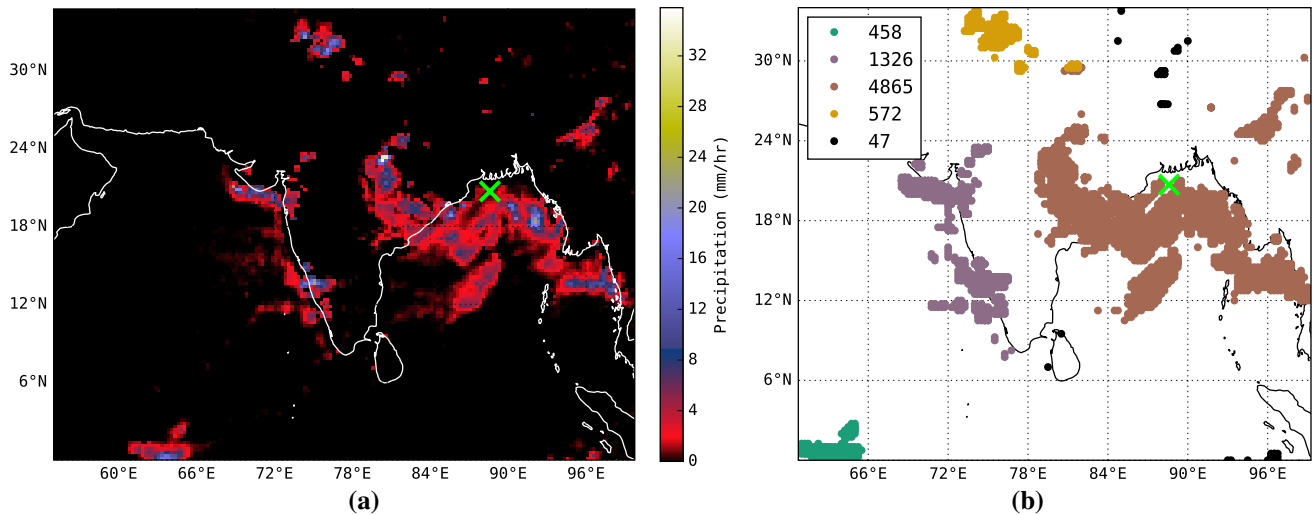 30°N
24°N
18°N
12°N
6°N
60°E 66°E 72°E 78°E 84°E 90°E 96°E
32
28
24
20
16
12
8
4
0
Precipitation (mm/hr)
(a)
458
1326
4865
572
47
30°N
24°N
18°N
12°N
6°N
66°E 72°E 78°E 84°E 90°E 96°E
(b)